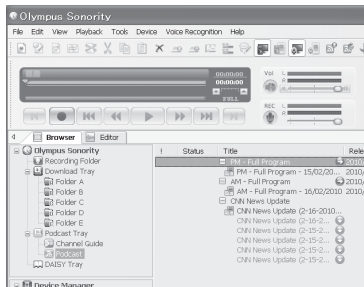 Olympus Sonority
File Edit View Playback Tools Device Voice Recognition Help
00:00:00
00:00:00
FULL
Vol L R
REC L R
Browser Editor
! Status Title Rele
Olympus Sonority
Recording Folder
Download Tray
Folder A
Folder B
Folder C
Folder D
Folder E
Podcast Tray
Channel Guide
Podcast
DAISY Tray
Device Manager
PM - Full Program 2010/
PM - Full Program - 15/02/20... 2010/
AM - Full Program 2010/
AM - Full Program - 16/02/2010 2010/
CNN News Update
CNN News Update (2-16-2010...
CNN News Update (2-16-2...
CNN News Update (2-15-2...
CNN News Update (2-15-2...
CNN News Update (2-15-2...